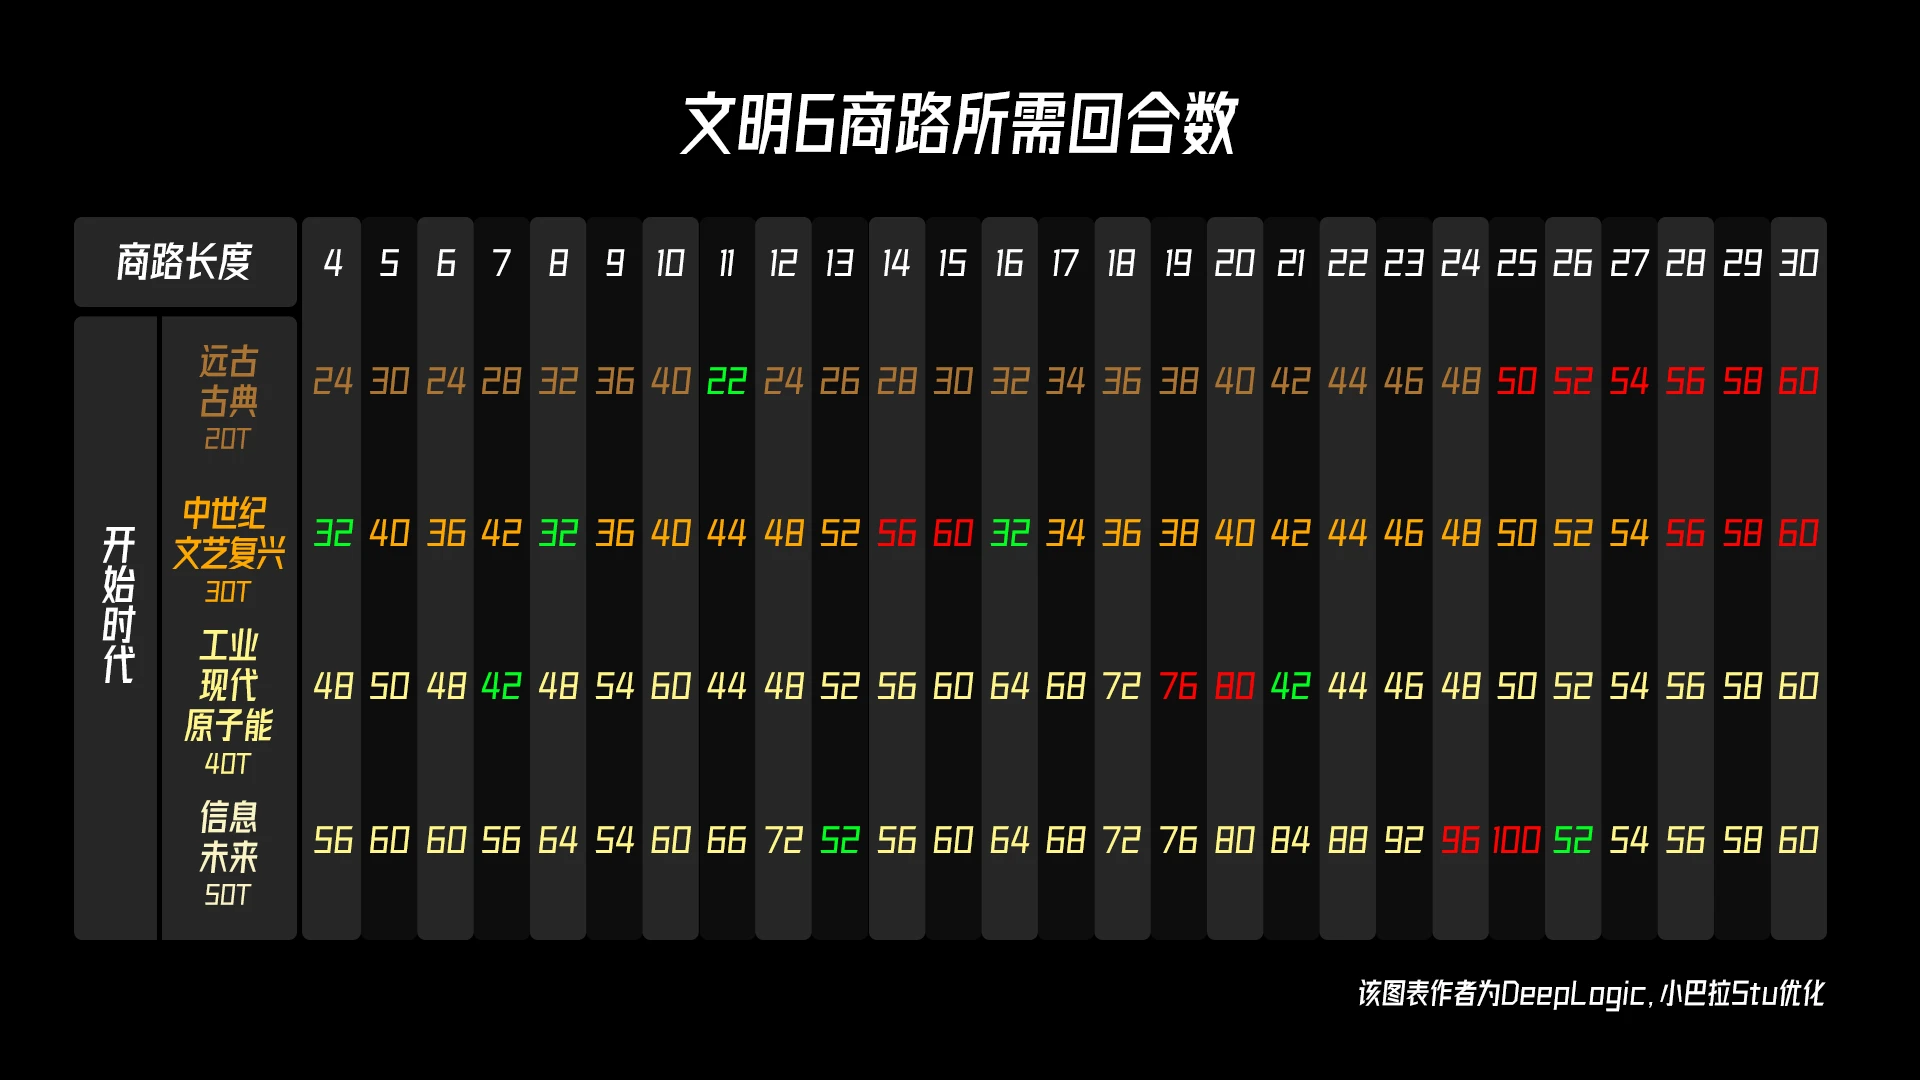 文明6商路所需回合数
商路长度 4 5 6 7 8 9 10 11 12 13 14 15 16 17 18 19 20 21 22 23 24 25 26 27 28 29 30
开始时代
远古
古典
20T
24 30 24 28 32 36 40 22 24 26 28 30 32 34 36 38 40 42 44 46 48 50 52 54 56 58 60
中世纪
文艺复兴
30T
32 40 36 42 32 36 40 44 48 52 56 60 32 34 36 38 40 42 44 46 48 50 52 54 56 58 60
工业
现代
原子能
40T
48 50 48 42 48 54 60 44 48 52 56 60 64 68 72 76 80 42 44 46 48 50 52 54 56 58 60
信息
未来
50T
56 60 60 56 64 54 60 66 72 52 56 60 64 68 72 76 80 84 88 92 96 100 52 54 56 58 60
该图表作者为DeepLogic,小巴拉Stu优化